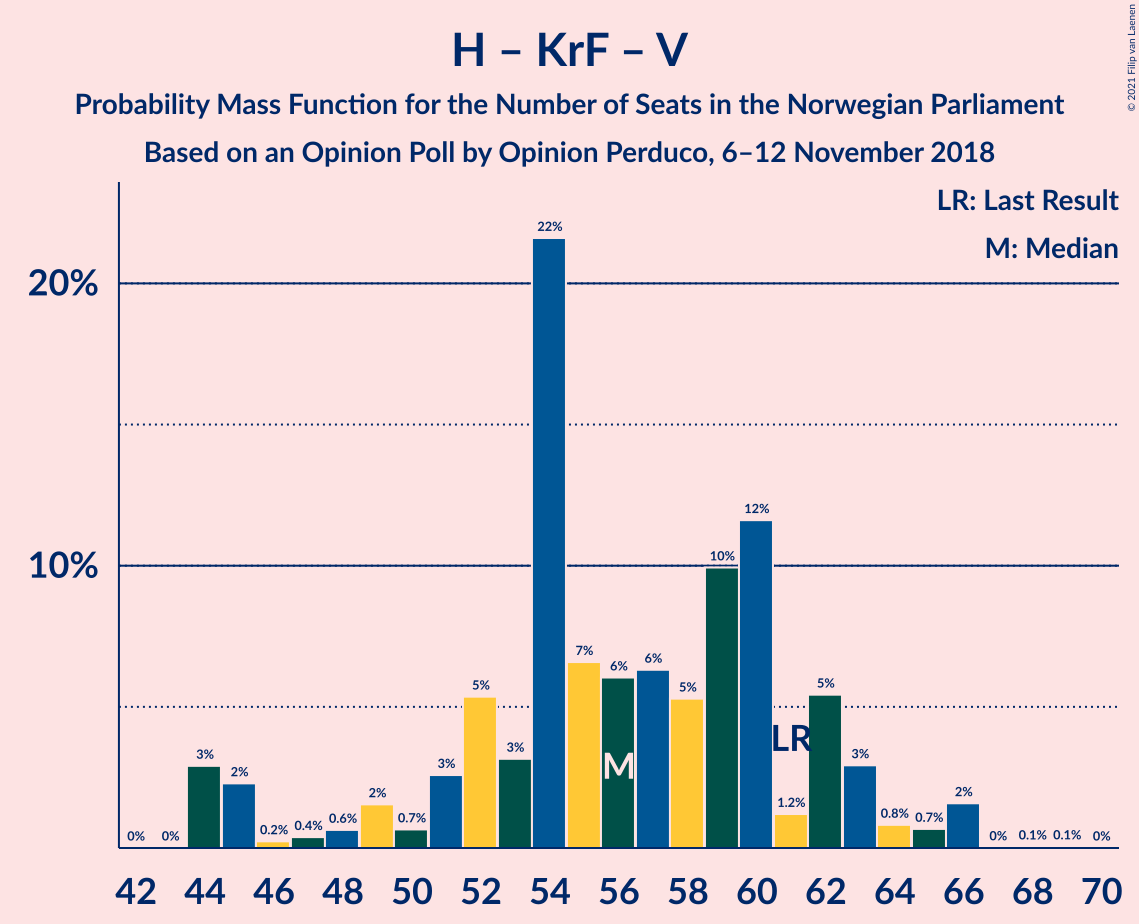 H – KrF – V
Probability Mass Function for the Number of Seats in the Norwegian Parliament
Based on an Opinion Poll by Opinion Perduco, 6–12 November 2018
© 2021 Filip van Laenen
LR: Last Result
M: Median
20%
10%
0% 0% 3% 2% 0.2% 0.4% 0.6% 2% 0.7% 3% 5% 3% 22% 7% 6% 6% 5% 10% 12% 1.2% 5% 3% 0.8% 0.7% 2% 0% 0.1% 0.1% 0%
M
LR
42 44 46 48 50 52 54 56 58 60 62 64 66 68 70